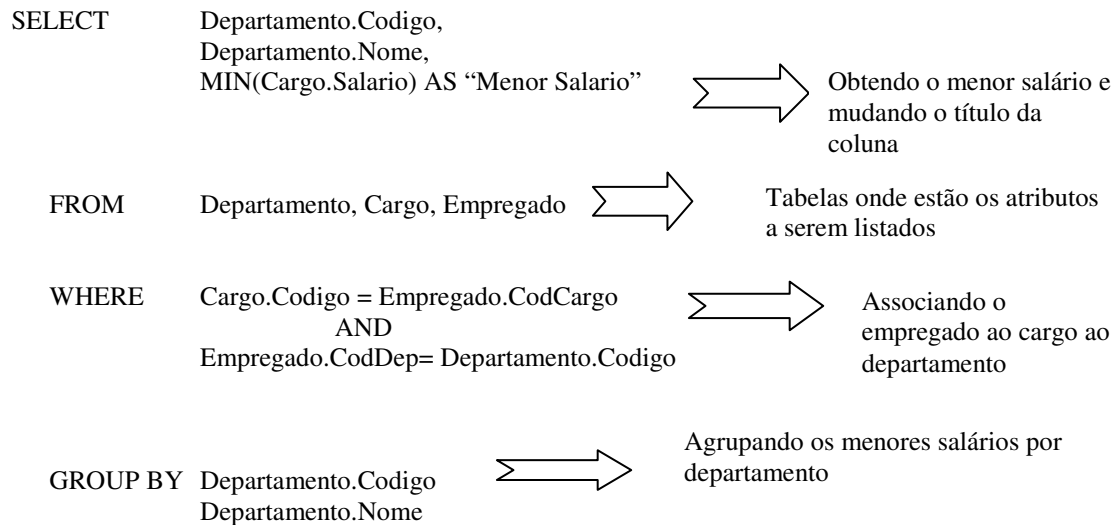 SELECT Departamento.Codigo,
Departamento.Nome,
MIN(Cargo.Salario) AS “Menor Salario”
Obtendo o menor salário e
mudando o título da
coluna
FROM Departamento, Cargo, Empregado
Tabelas onde estão os atributos
a serem listados
WHERE Cargo.Codigo = Empregado.CodCargo
AND
Empregado.CodDep= Departamento.Codigo
Associando o
empregado ao cargo ao
departamento
GROUP BY Departamento.Codigo
Departamento.Nome
Agrupando os menores salários por
departamento